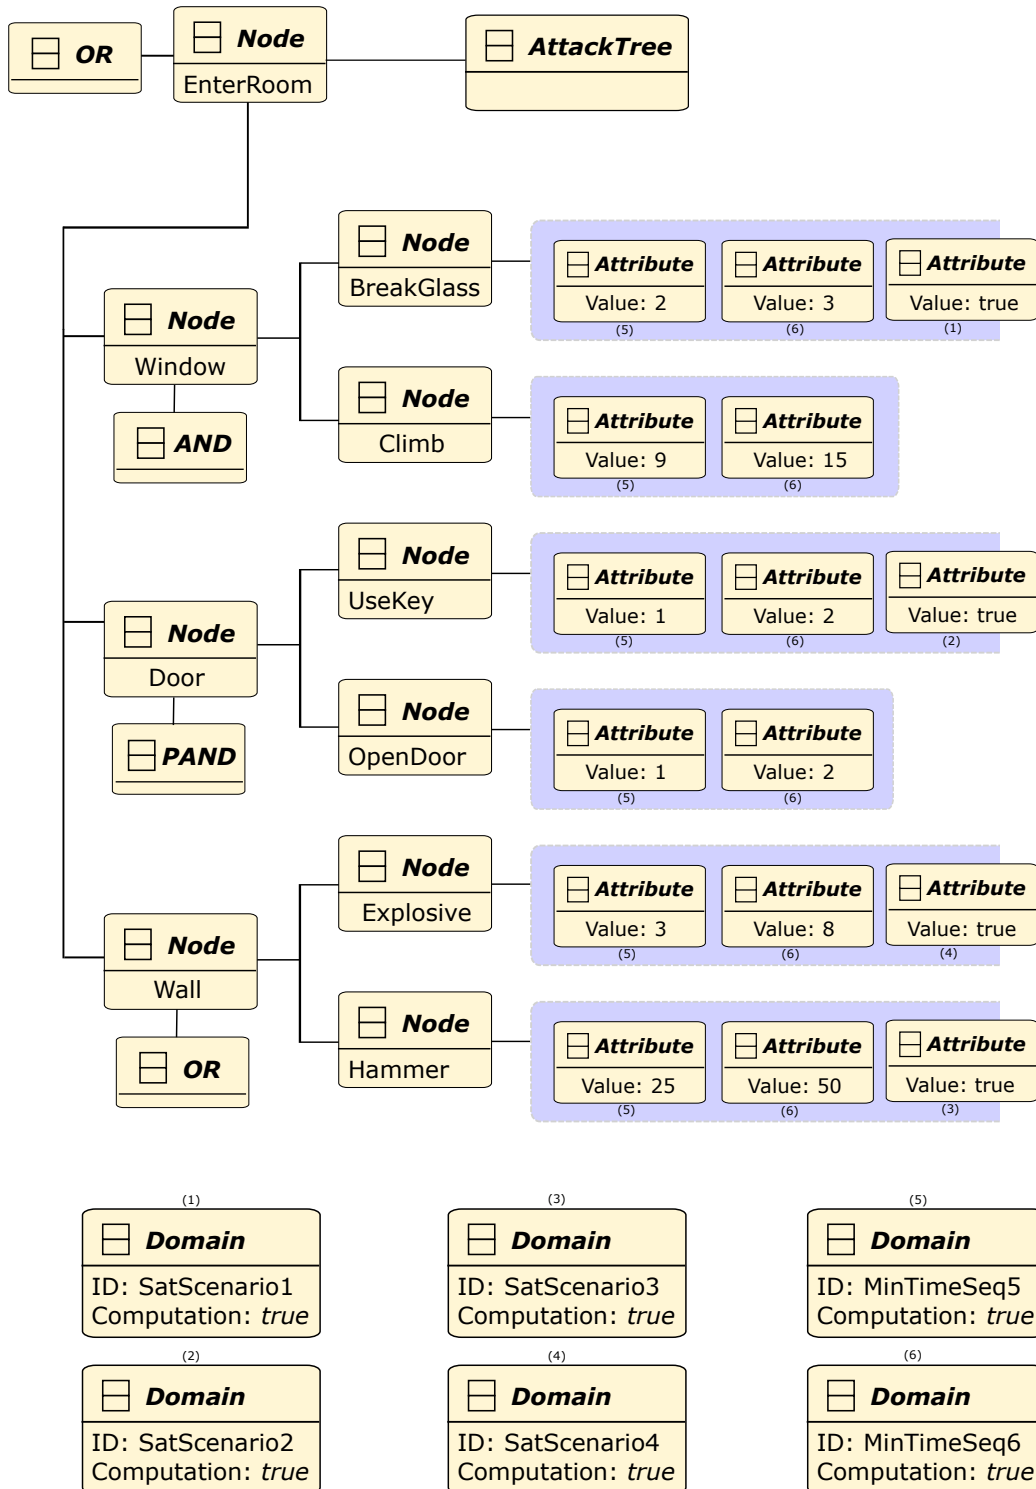 OR
Node
EnterRoom
AttackTree
Node
BreakGlass
Attribute
Value: 2
(5)
Attribute
Value: 3
(6)
Attribute
Value: true
(1)
Node
Window
AND
Node
Climb
Attribute
Value: 9
(5)
Attribute
Value: 15
(6)
Node
UseKey
Attribute
Value: 1
(5)
Attribute
Value: 2
(6)
Attribute
Value: true
(2)
Node
Door
PAND
Node
OpenDoor
Attribute
Value: 1
(5)
Attribute
Value: 2
(6)
Node
Explosive
Attribute
Value: 3
(5)
Attribute
Value: 8
(6)
Attribute
Value: true
(4)
Node
Wall
OR
Node
Hammer
Attribute
Value: 25
(5)
Attribute
Value: 50
(6)
Attribute
Value: true
(3)
(1)
Domain
ID: SatScenario1
Computation: true
(3)
Domain
ID: SatScenario3
Computation: true
(5)
Domain
ID: MinTimeSeq5
Computation: true
(2)
Domain
ID: SatScenario2
Computation: true
(4)
Domain
ID: SatScenario4
Computation: true
(6)
Domain
ID: MinTimeSeq6
Computation: true